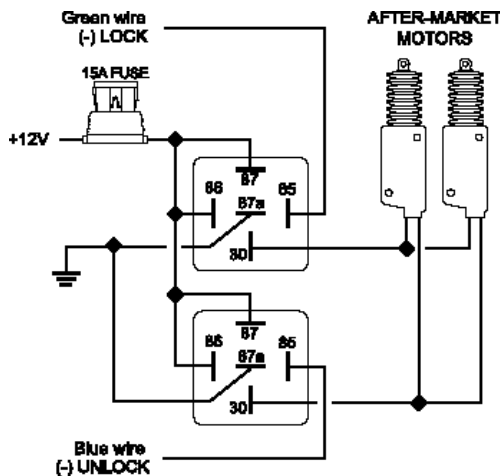 Green wire
(-) LOCK
AFTER-MARKET
MOTORS
15A FUSE
+12V
87
86
85
87a
30
87
86
85
87a
30
Blue wire
(-) UNLOCK